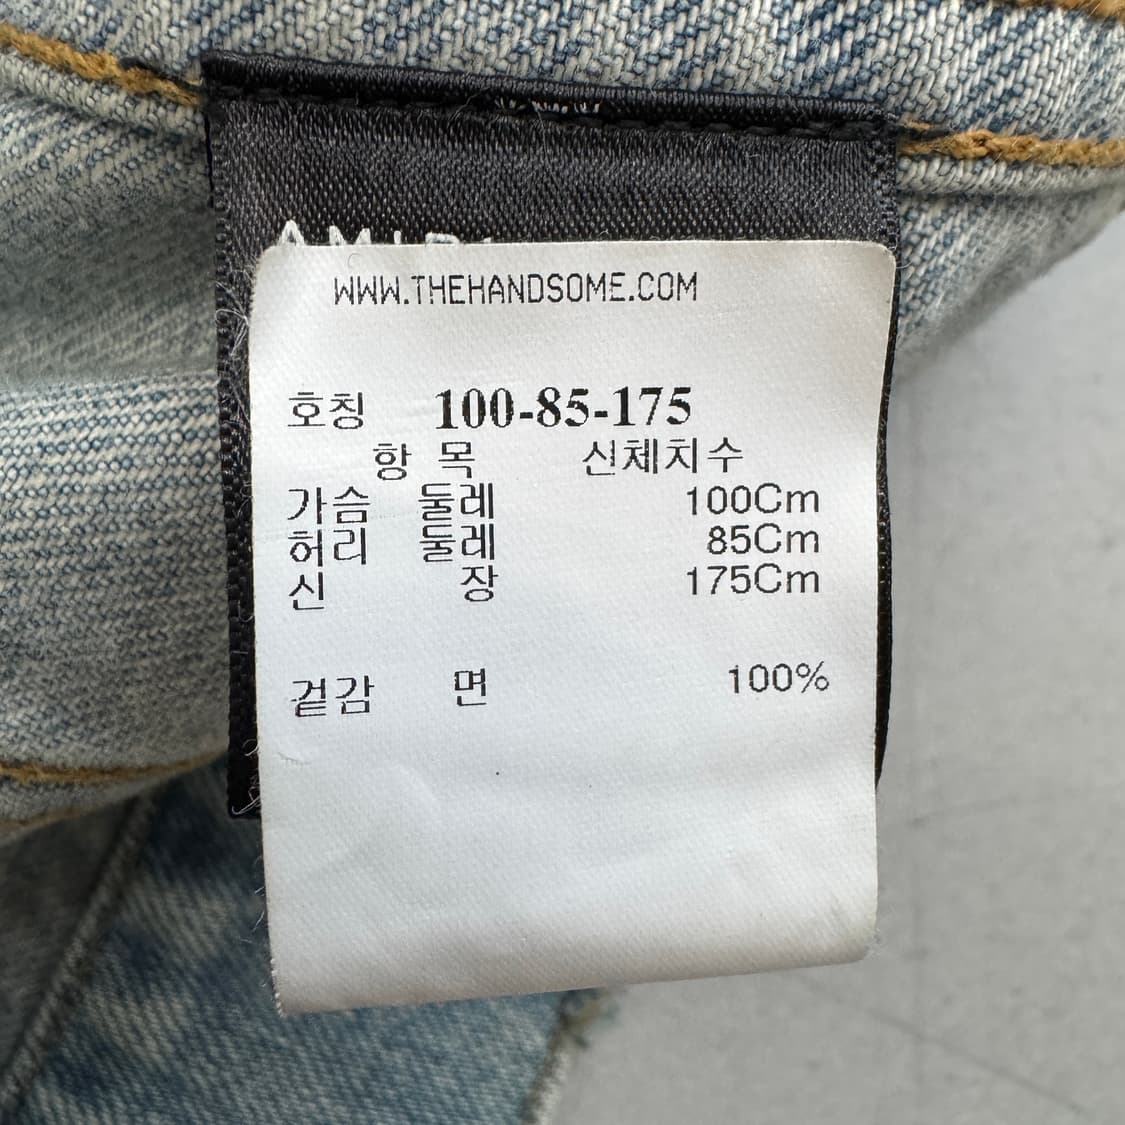 WWW.THEHANDSOME.COM
호칭 100-85-175
항 목 신체치수
가슴 둘레 100Cm
허리 둘레 85Cm
신 장 175Cm
겉감 면 100%